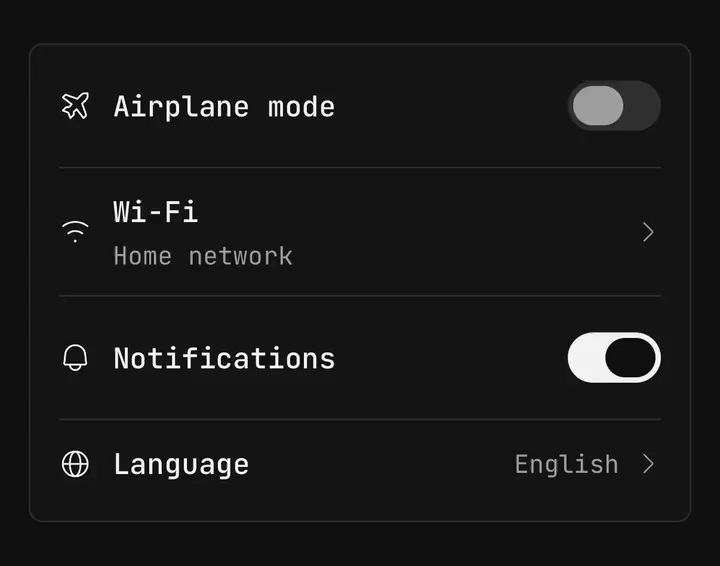 Airplane mode
Wi-Fi
Home network
Notifications
Language English